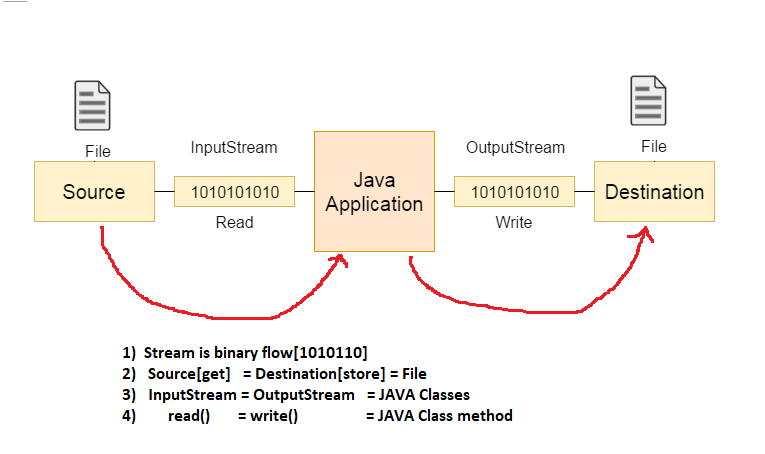 File
File
InputStream
OutputStream
Source
1010101010
Java
Application
1010101010
Destination
Read
Write
1) Stream is binary flow[1010110]
2) Source[get] = Destination[store] = File
3) InputStream = OutputStream = JAVA Classes
4) read() = write() = JAVA Class method